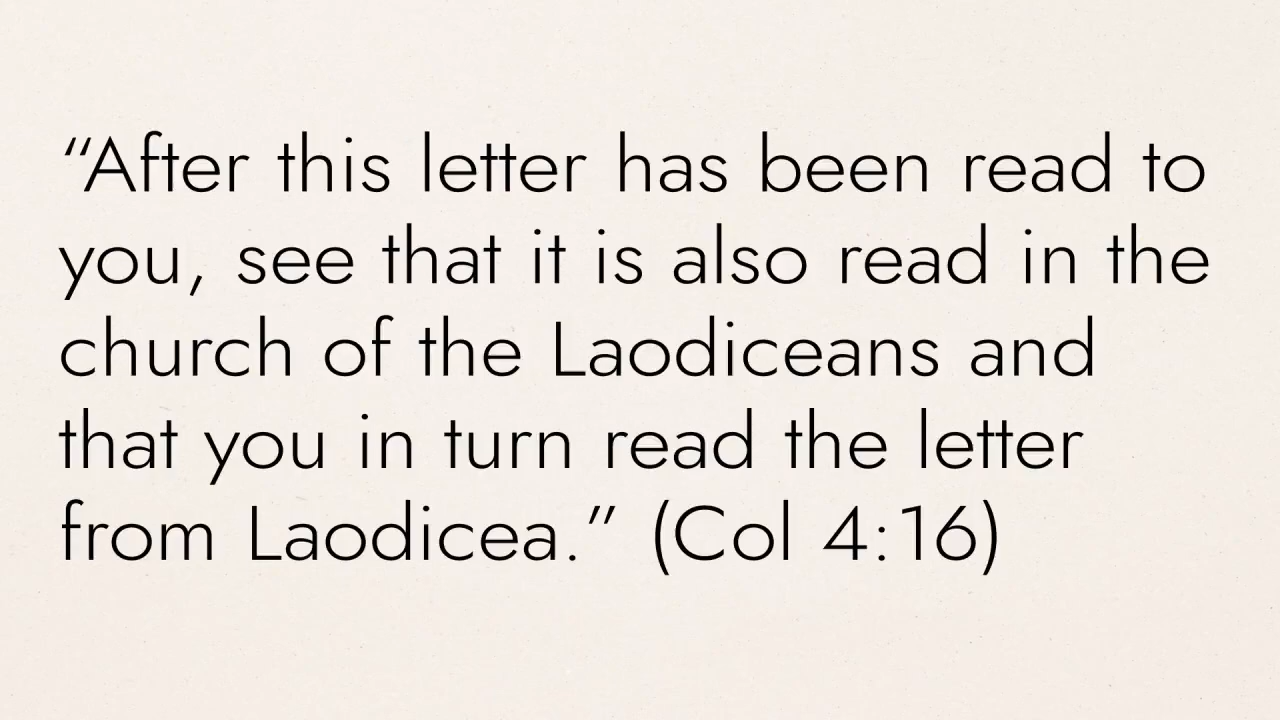 “After this letter has been read to
you, see that it is also read in the
church of the Laodiceans and
that you in turn read the letter
from Laodicea.” (Col 4:16)